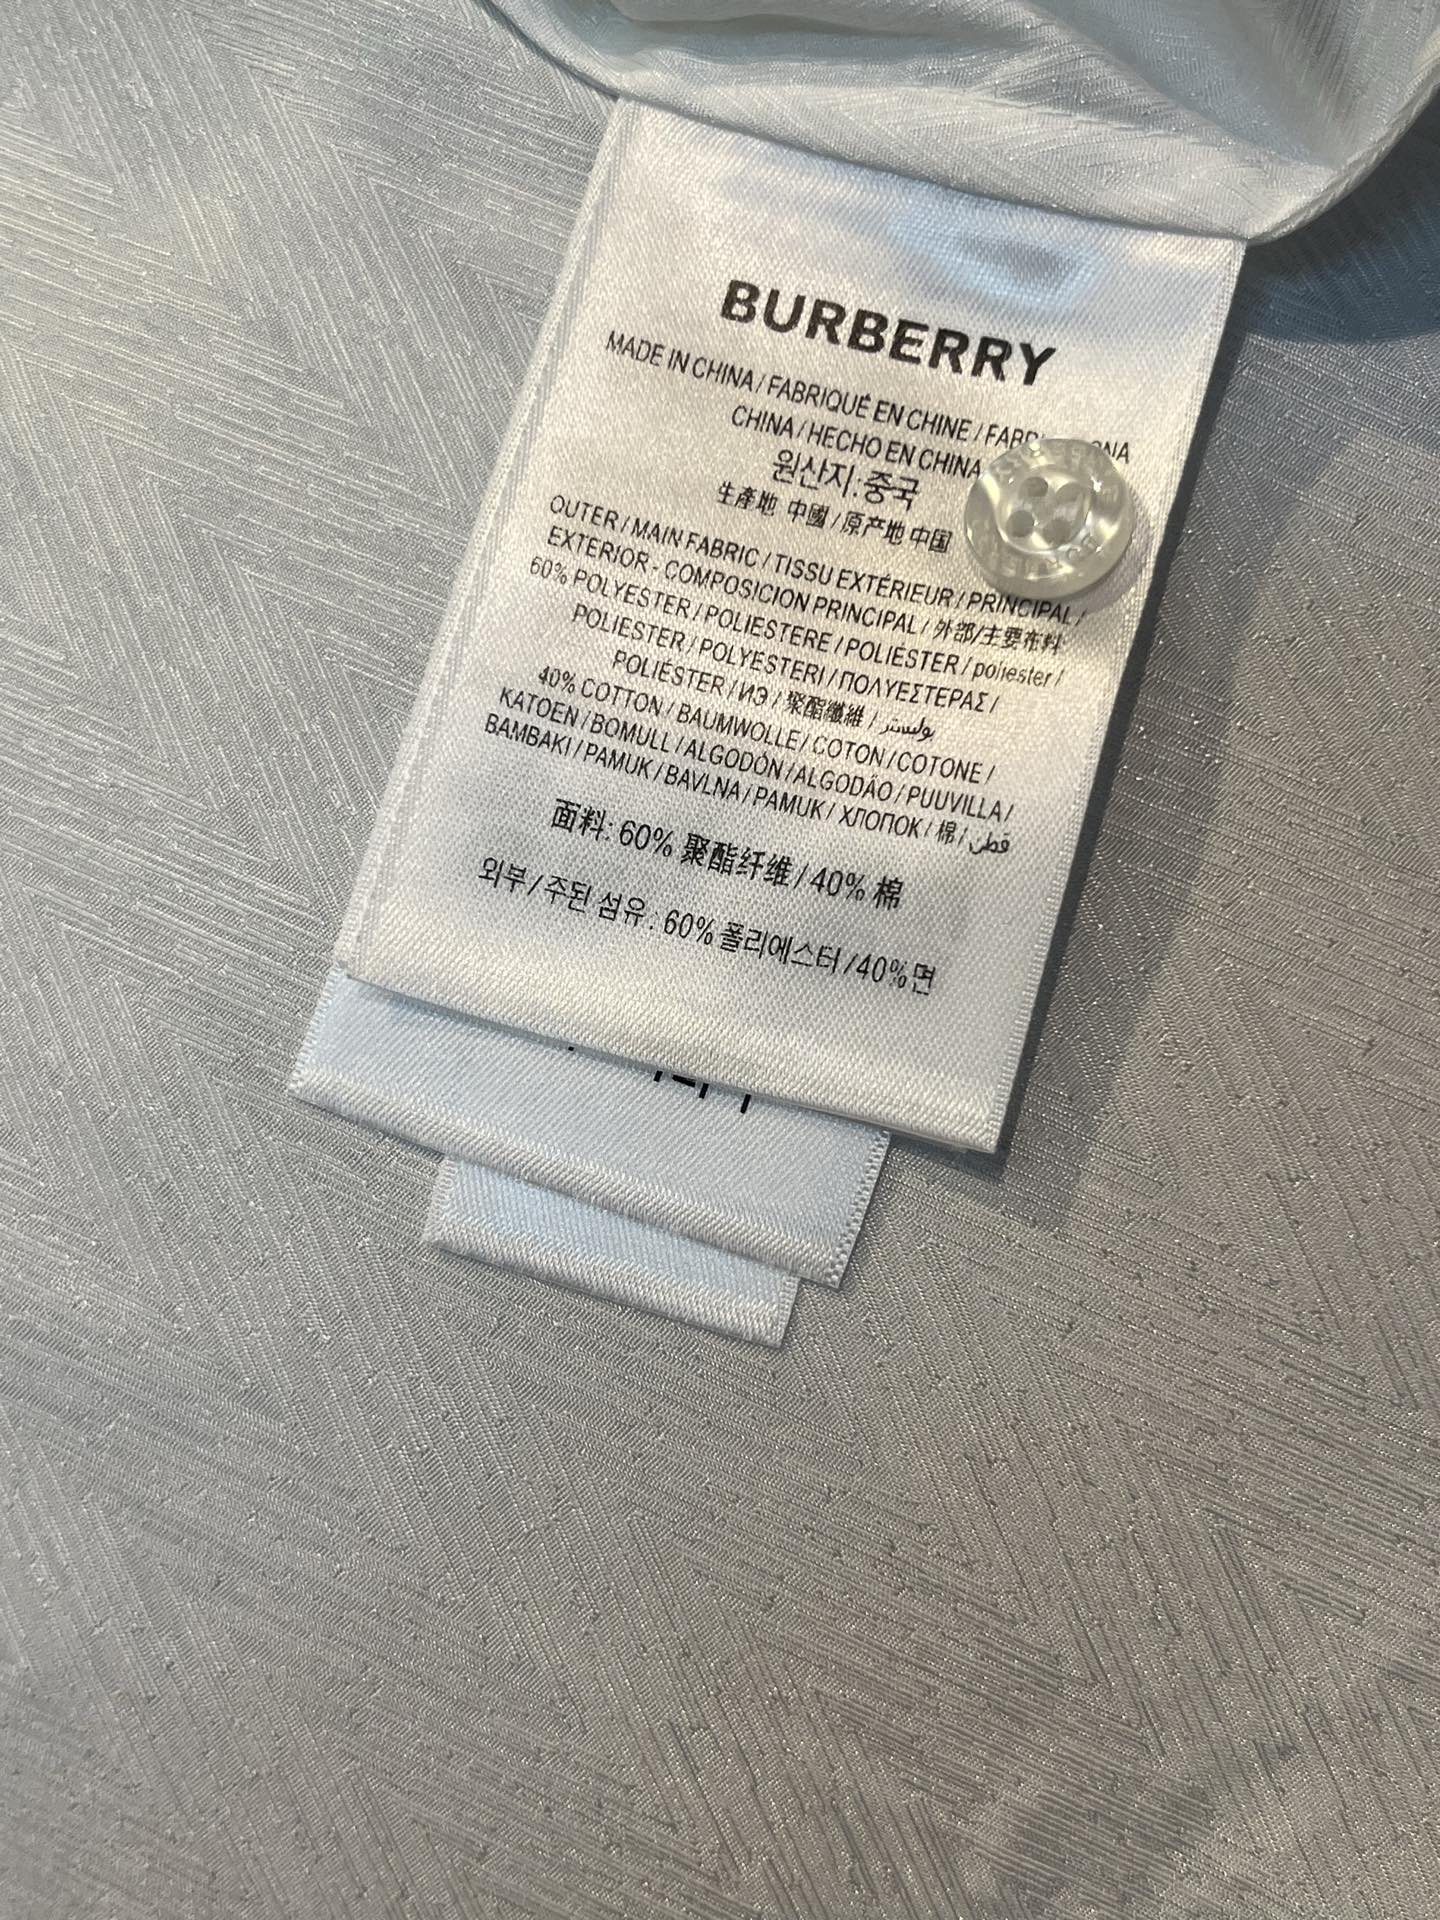 BURBERRY
MADE IN CHINA / FABRIQUÉ EN CHINE /
CHINA / HECHO EN CHINA
원산지: 중국
生產地 中國 / 原产地 中国
OUTER / MAIN FABRIC / TISSU EXTÉRIEUR / PRINCIPAL /
EXTERIOR - COMPOSICION PRINCIPAL / 外部/主要布料
60% POLYESTER / POLIESTERE / POLIÉSTER / poliester /
POLIESTER / POLYESTERI / ΠΟΛΥΕΣΤΕΡΑΣ /
POLIÉSTER / ИЭ / 聚酯纖維 / بوليستر
40% COTTON / BAUMWOLLE / COTON / COTONE /
KATOEN / BOMULL / ALGODÓN / ALGODÃO / PUUVILLA /
BAMBAKI / PAMUK / BAVLNA / PAMUK / ХЛОПОК / 棉 / قطن
面料: 60% 聚酯纤维 / 40% 棉
외부 / 주된 섬유 : 60% 폴리에스터 / 40% 면